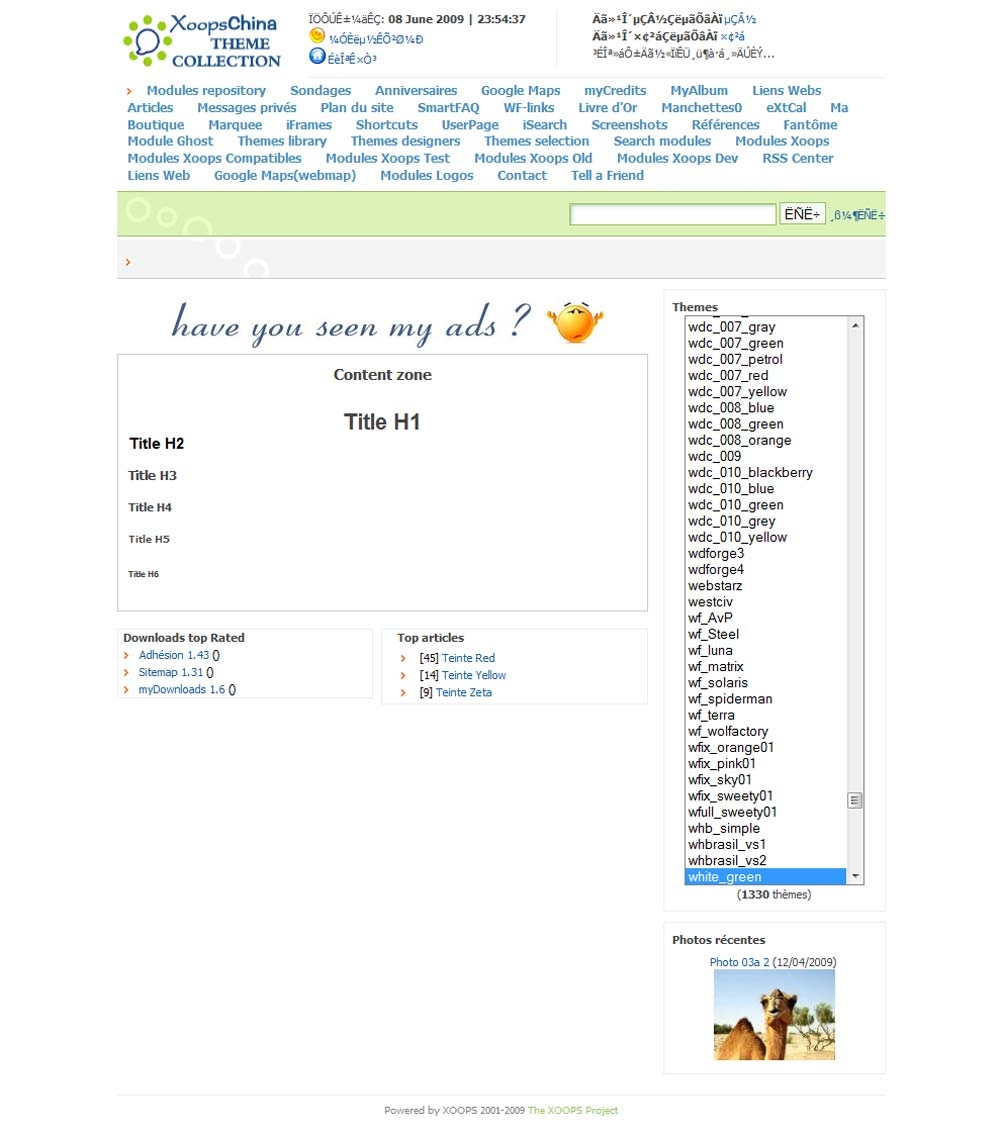 XoopsChina
THEME
COLLECTION
ÏÖÔÚÊ±¼äÊÇ: 08 June 2009 | 23:54:37
¼ÓÈëµ½ÊÕ²Ø¼Ð
ÉèÎªÊ×Ò³
Äã»¹Î´µÇÂ½ÇëµãÕâÀï µÇÂ½
Äã»¹Î´×¢²áÇëµãÕâÀï ×¢²á
Modules repository Sondages Anniversaires Google Maps myCredits MyAlbum Liens Webs
Articles Messages privés Plan du site SmartFAQ WF-links Livre d'Or Manchettes0 eXtCal Ma
Boutique Marquee iFrames Shortcuts UserPage iSearch Screenshots Références Fantôme
Module Ghost Themes library Themes designers Themes selection Search modules Modules Xoops
Modules Xoops Compatibles Modules Xoops Test Modules Xoops Old Modules Xoops Dev RSS Center
Liens Web Google Maps(webmap) Modules Logos Contact Tell a Friend
ËÑË÷ ¸ß¼¶ËÑË÷
have you seen my ads ?
Content zone
Title H1
Title H2
Title H3
Title H4
Title H5
Title H6
Downloads top Rated
Adhésion 1.43 ()
Sitemap 1.31 ()
myDownloads 1.6 ()
Top articles
[45] Teinte Red
[14] Teinte Yellow
[9] Teinte Zeta
Themes
wdc_007_gray
wdc_007_green
wdc_007_petrol
wdc_007_red
wdc_007_yellow
wdc_008_blue
wdc_008_green
wdc_008_orange
wdc_009
wdc_010_blackberry
wdc_010_blue
wdc_010_green
wdc_010_grey
wdc_010_yellow
wdforge3
wdforge4
webstarz
westciv
wf_AvP
wf_Steel
wf_luna
wf_matrix
wf_solaris
wf_spiderman
wf_terra
wf_wolfactory
wfix_orange01
wfix_pink01
wfix_sky01
wfix_sweety01
wfull_sweety01
whb_simple
whbrasil_vs1
whbrasil_vs2
white_green
(1330 thèmes)
Photos récentes
Photo 03a 2 (12/04/2009)
Powered by XOOPS 2001-2009 The XOOPS Project